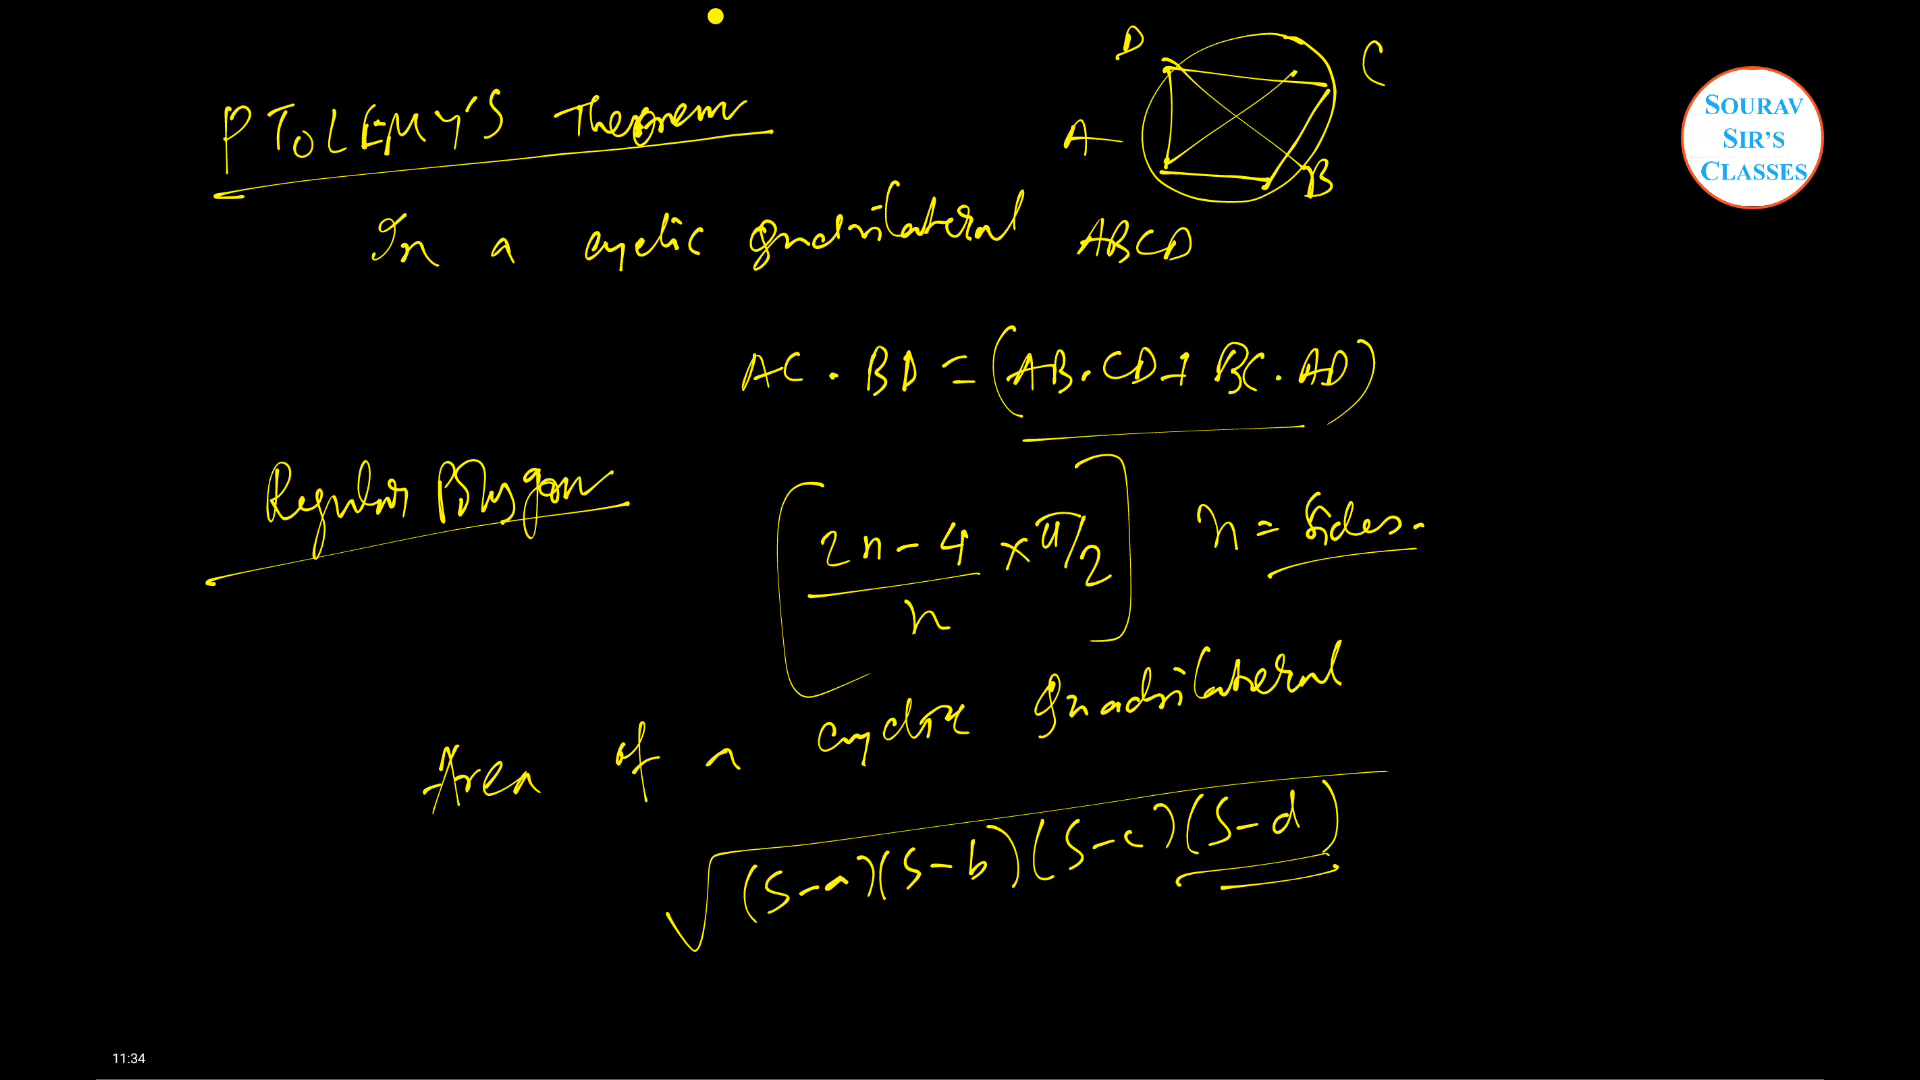 D
C
PTOLEMY'S Theorem
A
B
SOURAV
SIR'S
CLASSES
In a cyclic quadrilateral ABCD
AC . BD = (AB . CD + BC . AD)
Regular Polygon
[2n - 4 / n × π/2] n = sides.
Area of a cyclic quadrilateral
√(S-a)(S-b)(S-c)(S-d)
11:34